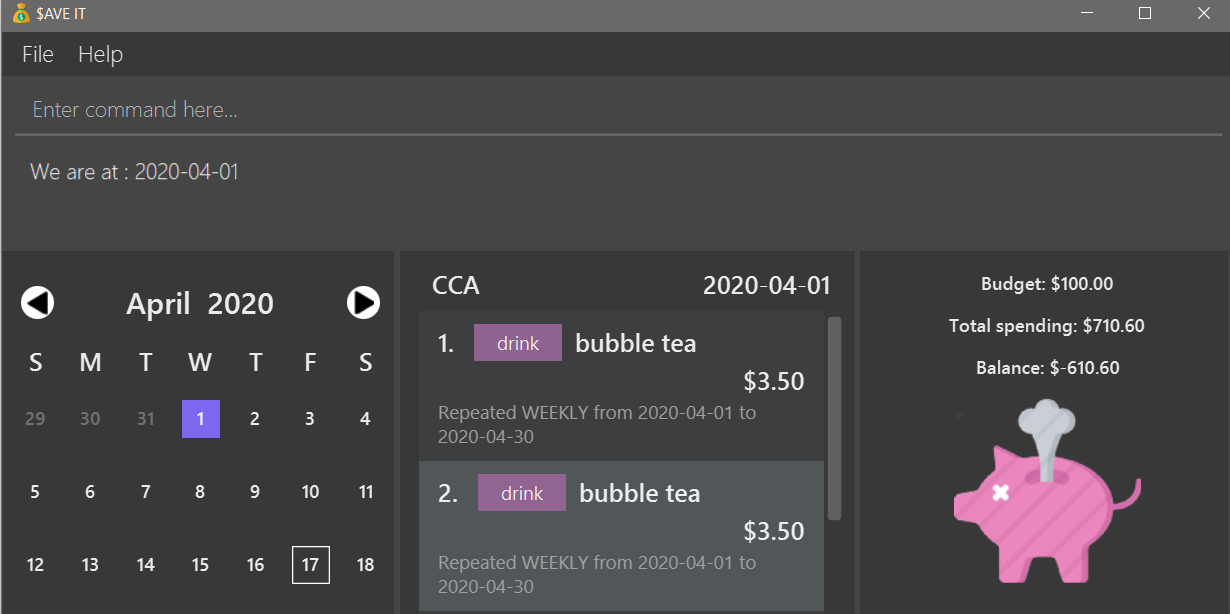 $AVE IT
File Help
Enter command here...
We are at : 2020-04-01
April 2020
S M T W T F S
29 30 31 1 2 3 4
5 6 7 8 9 10 11
12 13 14 15 16 17 18
CCA 2020-04-01
1. drink bubble tea
$3.50
Repeated WEEKLY from 2020-04-01 to
2020-04-30
2. drink bubble tea
$3.50
Repeated WEEKLY from 2020-04-01 to
2020-04-30
Budget: $100.00
Total spending: $710.60
Balance: $-610.60